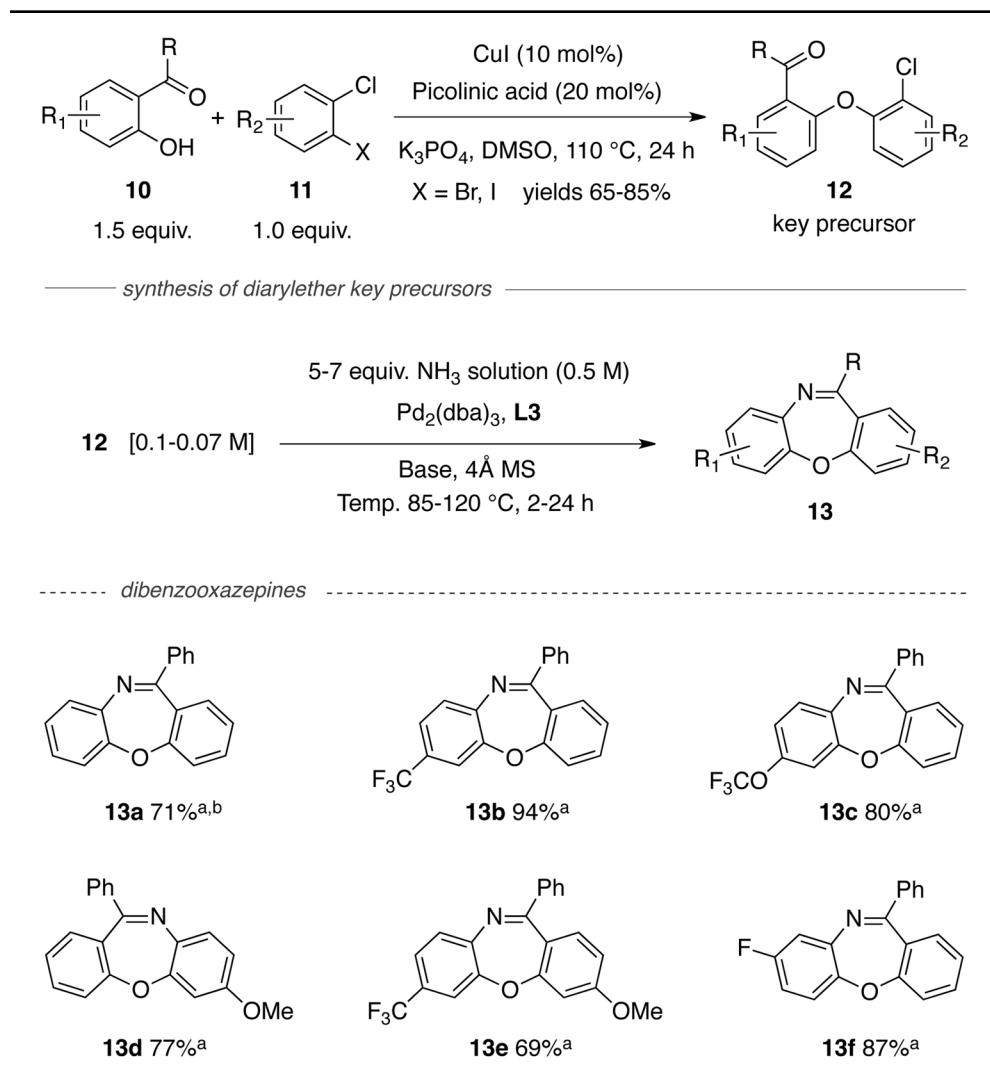 R
O
R₁
OH
10
1.5 equiv.
+
Cl
R₂
X
11
1.0 equiv.
CuI (10 mol%)
Picolinic acid (20 mol%)
K₃PO₄, DMSO, 110 °C, 24 h
X = Br, I yields 65-85%
R
O
O
Cl
R₁
R₂
12
key precursor
synthesis of diarylether key precursors
12 [0.1-0.07 M]
5-7 equiv. NH₃ solution (0.5 M)
Pd₂(dba)₃, L3
Base, 4Å MS
Temp. 85-120 °C, 2-24 h
R
N
R₁
O
R₂
13
dibenzooxazepines
Ph
N
O
13a 71%ᵃ,ᵇ
Ph
N
F₃C
O
13b 94%ᵃ
Ph
N
F₃CO
O
13c 80%ᵃ
Ph
N
O
OMe
13d 77%ᵃ
Ph
N
F₃C
O
OMe
13e 69%ᵃ
Ph
N
F
O
13f 87%ᵃ